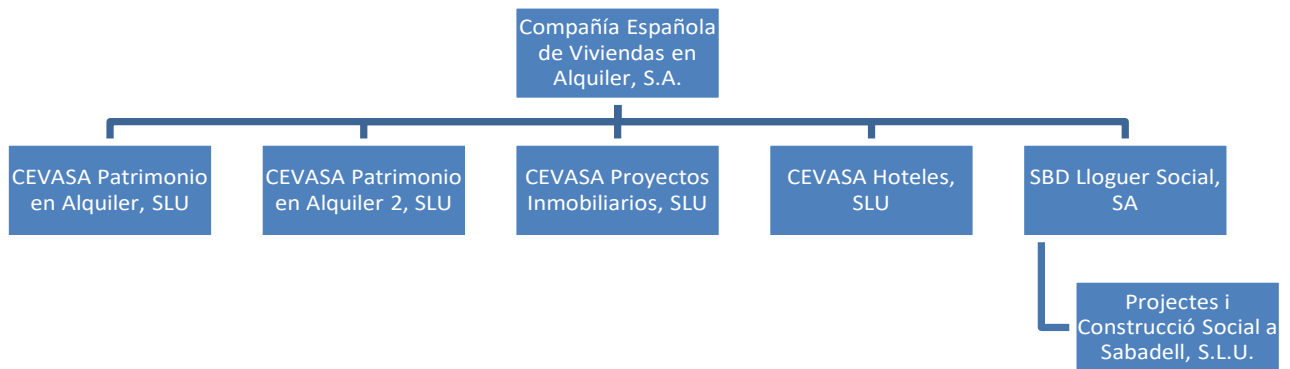 Compañía Española
de Viviendas en
Alquiler, S.A.
CEVASA Patrimonio
en Alquiler, SLU
CEVASA Patrimonio
en Alquiler 2, SLU
CEVASA Proyectos
Inmobiliarios, SLU
CEVASA Hoteles,
SLU
SBD Lloguer Social,
SA
Projectes i
Construcció Social a
Sabadell, S.L.U.